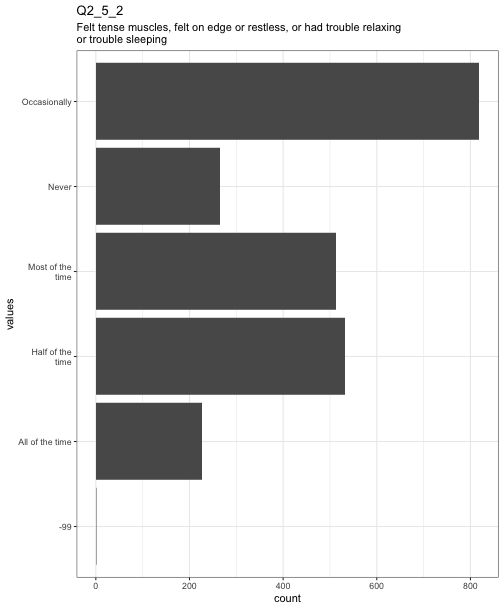 Q2_5_2
Felt tense muscles, felt on edge or restless, or had trouble relaxing
or trouble sleeping
Occasionally
Never
Most of the
time
Half of the
time
All of the time
-99
values
0
200
400
600
800
count